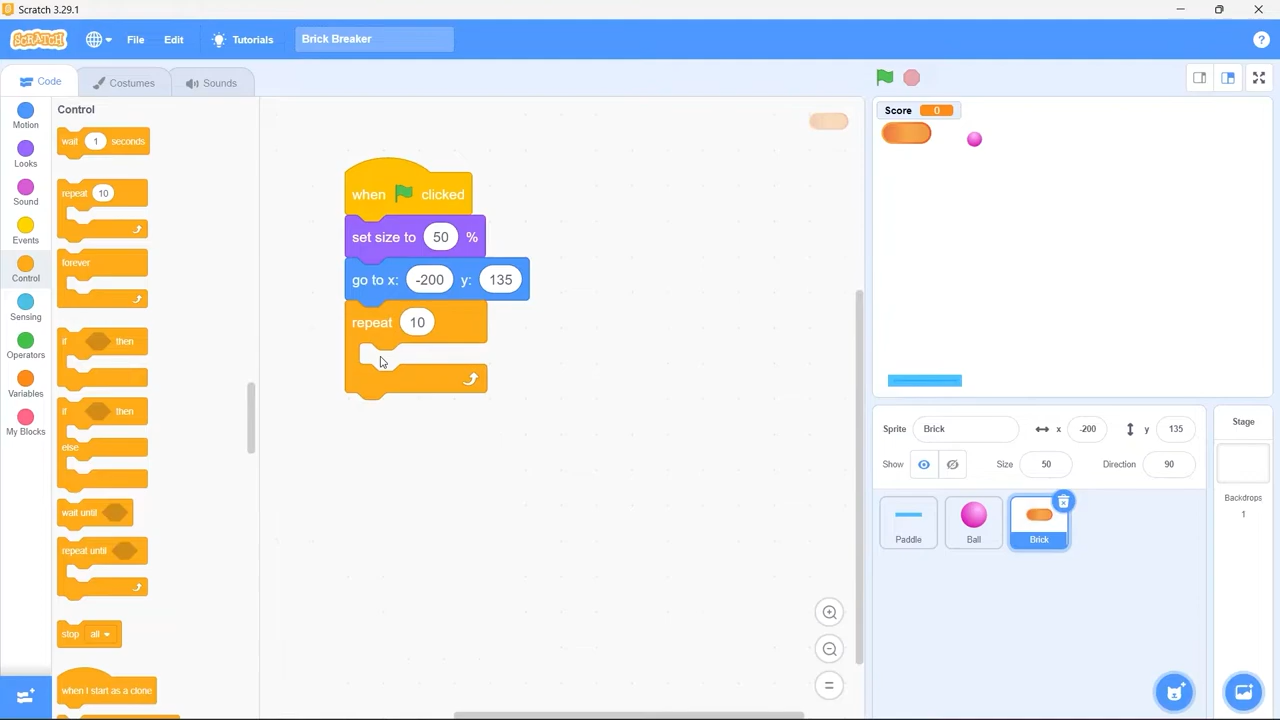 Scratch 3.29.1
SCRATCH
File
Edit
Tutorials
Brick Breaker
?
Code
Costumes
Sounds
Motion
Looks
Sound
Events
Control
Sensing
Operators
Variables
My Blocks
Control
wait 1 seconds
repeat 10
forever
if then
if then
else
wait until
repeat until
stop all
when I start as a clone
when clicked
set size to 50 %
go to x: -200 y: 135
repeat 10
Score 0
Sprite Brick x -200 y 135
Show Size 50 Direction 90
Paddle
Ball
Brick
Stage
Backdrops
1